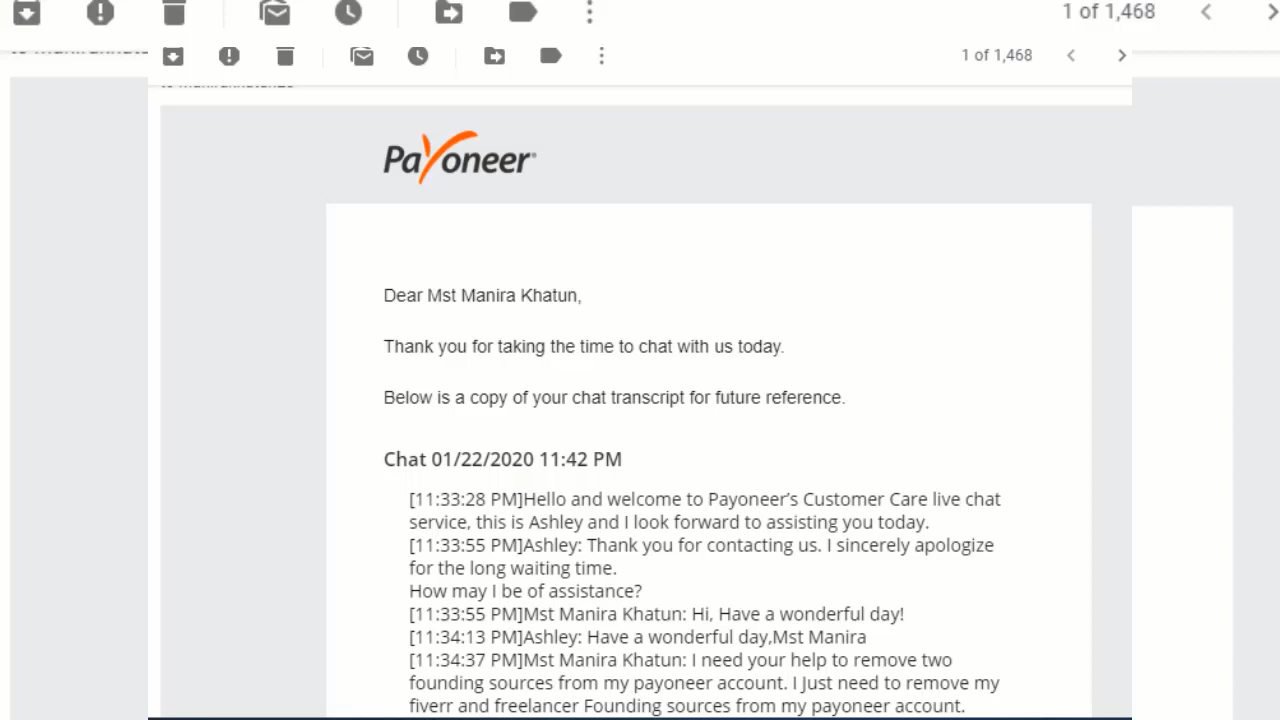 1 of 1,468
1 of 1,468
Payoneer
Dear Mst Manira Khatun,
Thank you for taking the time to chat with us today.
Below is a copy of your chat transcript for future reference.
Chat 01/22/2020 11:42 PM
[11:33:28 PM]Hello and welcome to Payoneer’s Customer Care live chat
service, this is Ashley and I look forward to assisting you today.
[11:33:55 PM]Ashley: Thank you for contacting us. I sincerely apologize
for the long waiting time.
How may I be of assistance?
[11:33:55 PM]Mst Manira Khatun: Hi, Have a wonderful day!
[11:34:13 PM]Ashley: Have a wonderful day,Mst Manira
[11:34:37 PM]Mst Manira Khatun: I need your help to remove two
founding sources from my payoneer account. I Just need to remove my
fiverr and freelancer Founding sources from my payoneer account.